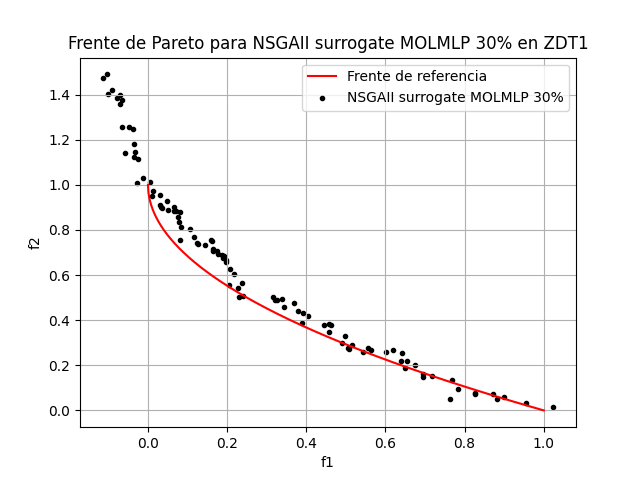 Frente de Pareto para NSGAII surrogate MOLMLP 30% en ZDT1
Frente de referencia
NSGAII surrogate MOLMLP 30%
f2
1.4
1.2
1.0
0.8
0.6
0.4
0.2
0.0
0.0 0.2 0.4 0.6 0.8 1.0
f1